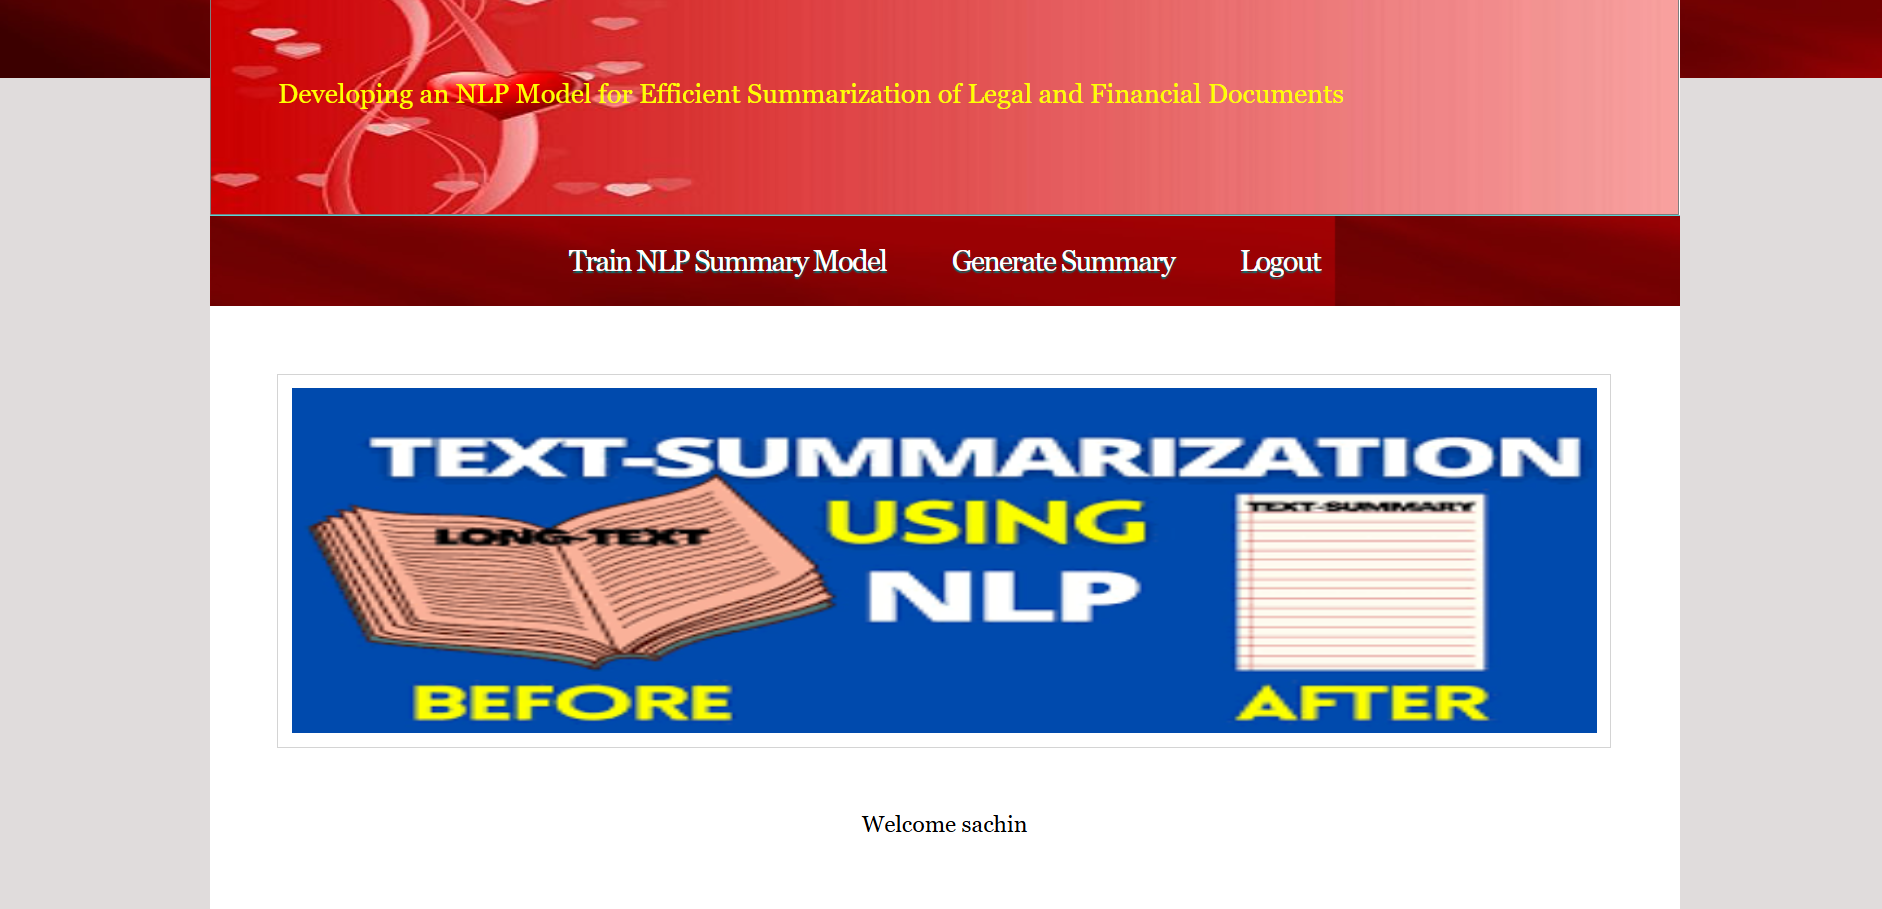 Developing an NLP Model for Efficient Summarization of Legal and Financial Documents
Train NLP Summary Model Generate Summary Logout
TEXT-SUMMARIZATION
LONG-TEXT
USING
NLP
TEXT-SUMMARY
BEFORE
AFTER
Welcome sachin